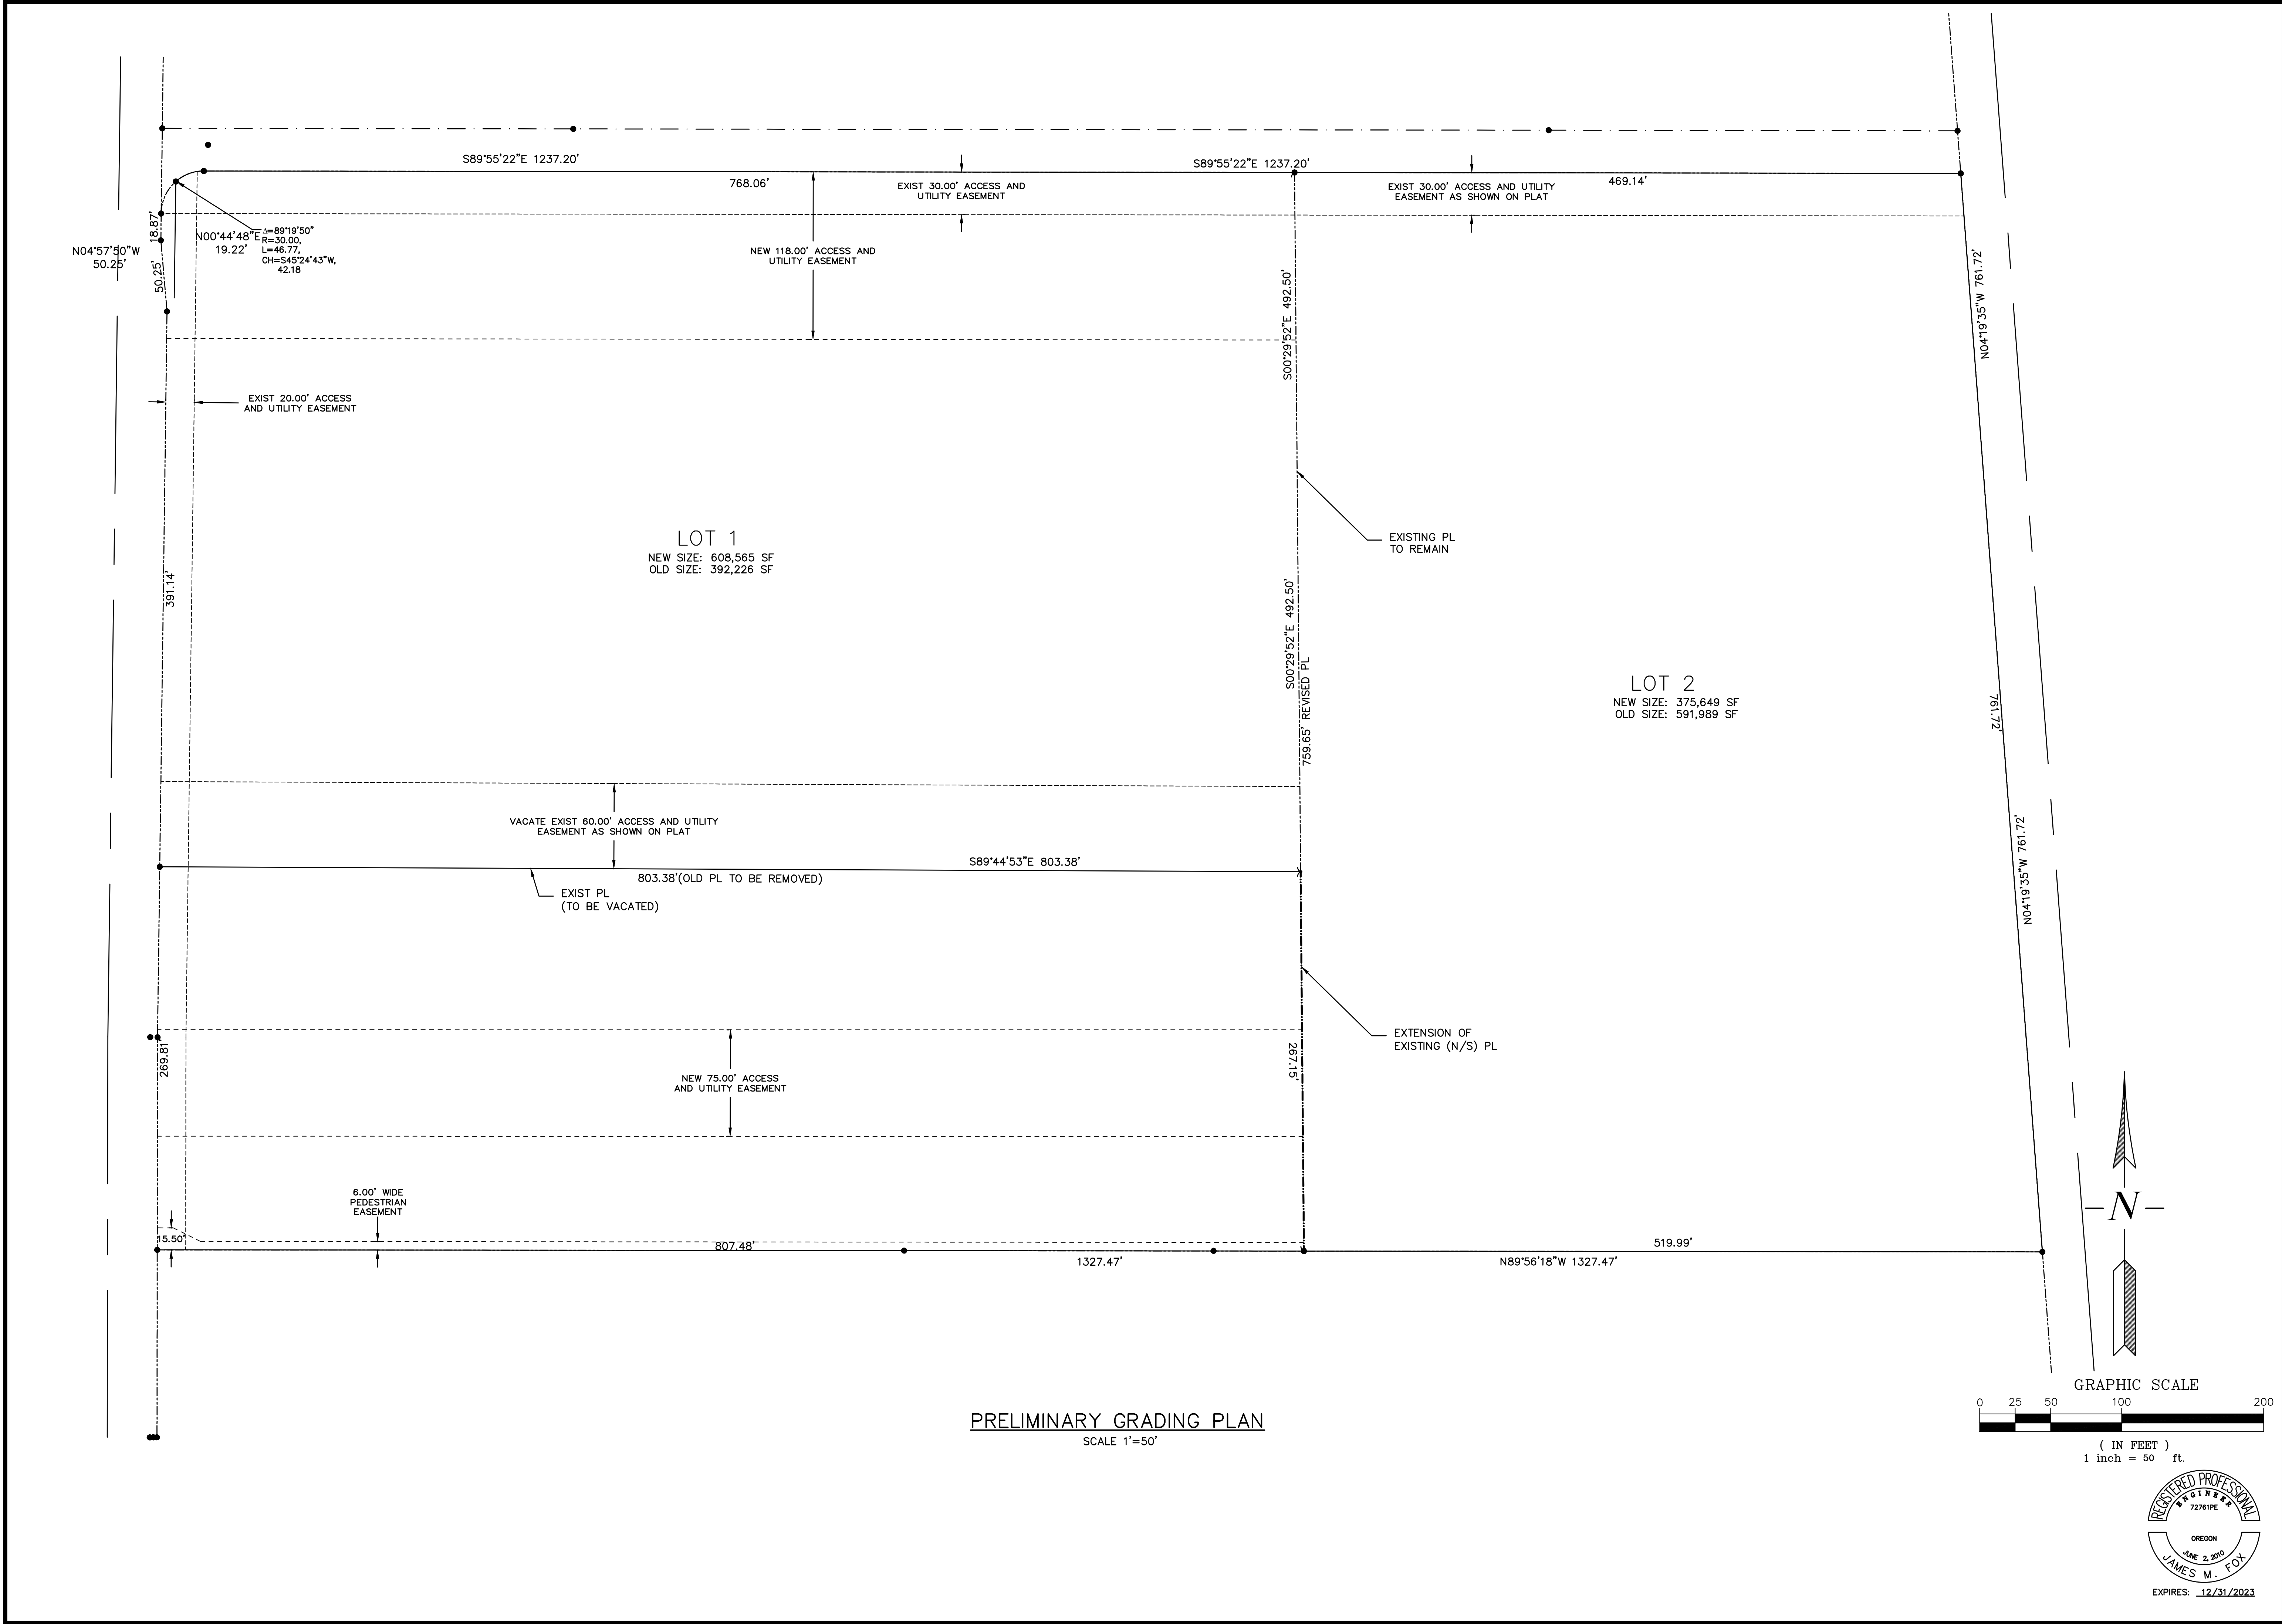 S89°55'22"E 1237.20'
768.06'
EXIST 30.00' ACCESS AND
UTILITY EASEMENT
S89°55'22"E 1237.20'
EXIST 30.00' ACCESS AND UTILITY
EASEMENT AS SHOWN ON PLAT
469.14'
18.87'
N04°57'50"W
50.25'
50.25'
N00°44'48"E
19.22'
Δ=89°19'50"
R=30.00,
L=46.77,
CH=S45°24'43"W,
42.18
NEW 118.00' ACCESS AND
UTILITY EASEMENT
S00°29'52"E 492.50'
N04°19'35"W 761.72'
EXIST 20.00' ACCESS
AND UTILITY EASEMENT
LOT 1
NEW SIZE: 608,565 SF
OLD SIZE: 392,226 SF
EXISTING PL
TO REMAIN
391.14'
S00°29'52"E 492.50'
759.65' REVISED PL
LOT 2
NEW SIZE: 375,649 SF
OLD SIZE: 591,989 SF
761.72'
VACATE EXIST 60.00' ACCESS AND UTILITY
EASEMENT AS SHOWN ON PLAT
S89°44'53"E 803.38'
803.38'(OLD PL TO BE REMOVED)
EXIST PL
(TO BE VACATED)
N04°19'35"W 761.72'
269.81'
NEW 75.00' ACCESS
AND UTILITY EASEMENT
267.15'
EXTENSION OF
EXISTING (N/S) PL
6.00' WIDE
PEDESTRIAN
EASEMENT
15.50'
807.48'
1327.47'
519.99'
N89°56'18"W 1327.47'
N
PRELIMINARY GRADING PLAN
SCALE 1'=50'
GRAPHIC SCALE
0 25 50 100 200
( IN FEET )
1 inch = 50 ft.
REGISTERED PROFESSIONAL
ENGINEER
72761PE
OREGON
JUNE 2, 2010
JAMES M. FOX
EXPIRES: 12/31/2023